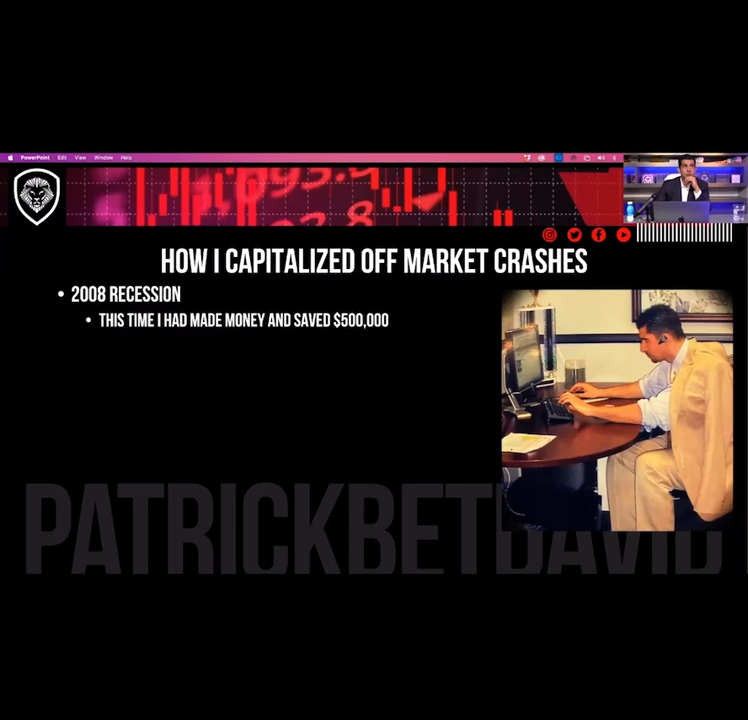 PowerPoint Edit View Window Help
HOW I CAPITALIZED OFF MARKET CRASHES
• 2008 RECESSION
• THIS TIME I HAD MADE MONEY AND SAVED $500,000
PATRICKBETDAVID